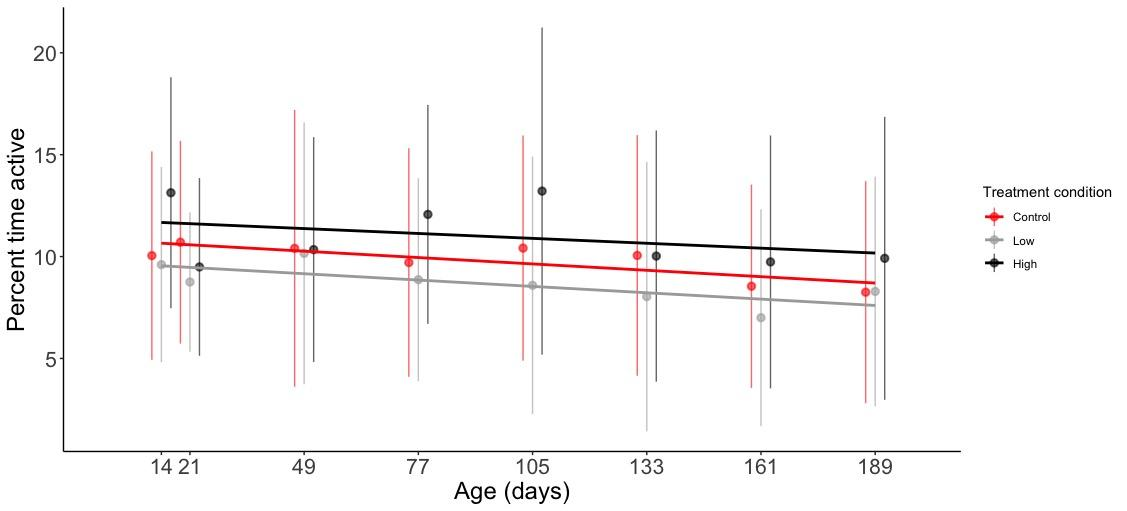 Percent time active
20
15
10
5
14 21 49 77 105 133 161 189
Age (days)
Treatment condition
Control
Low
High